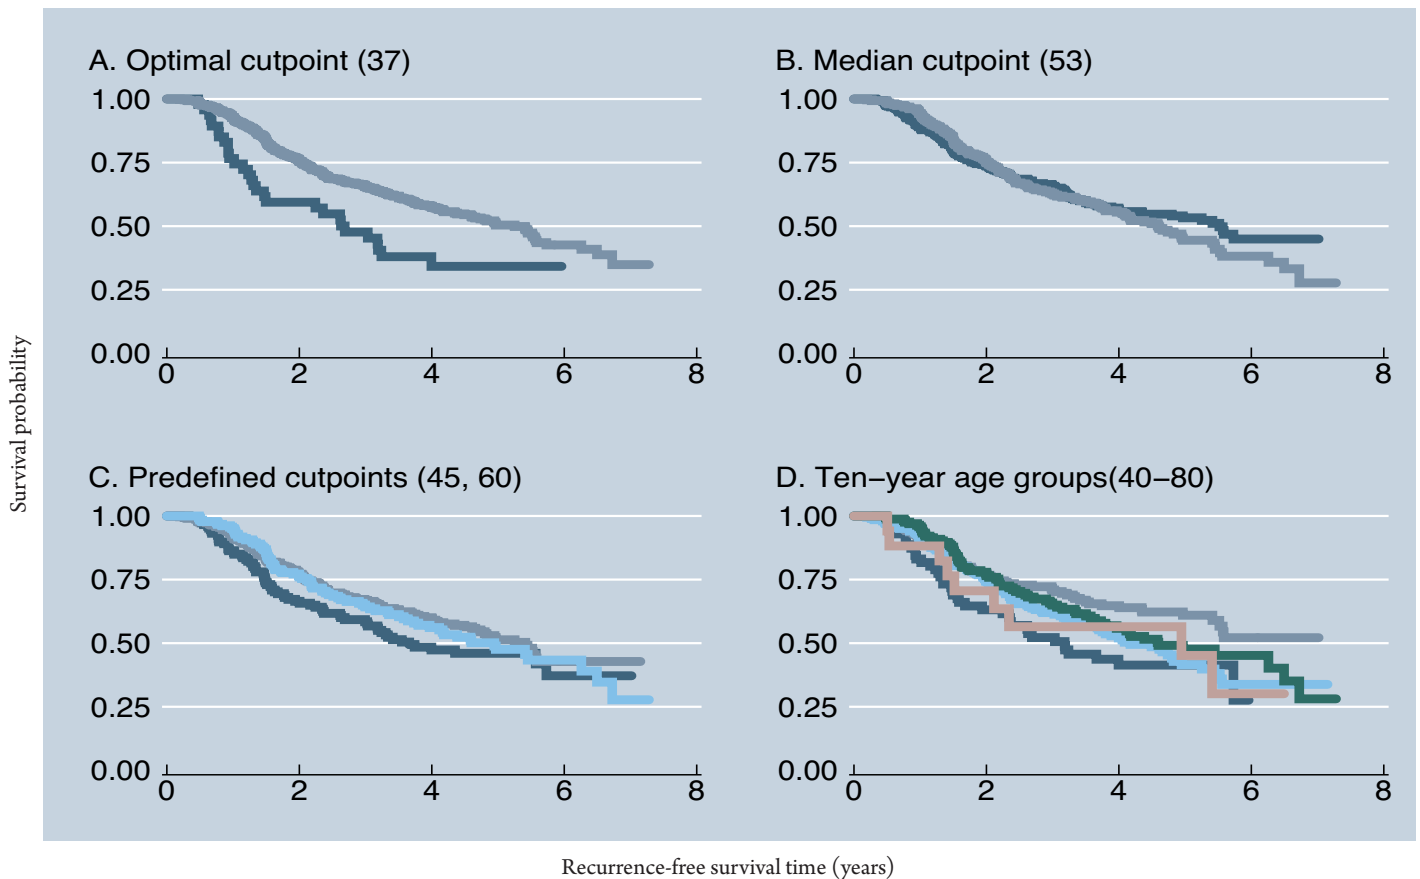 Survival probability
A. Optimal cutpoint (37)
1.00
0.75
0.50
0.25
0.00
0 2 4 6 8
B. Median cutpoint (53)
1.00
0.75
0.50
0.25
0.00
0 2 4 6 8
C. Predefined cutpoints (45, 60)
1.00
0.75
0.50
0.25
0.00
0 2 4 6 8
D. Ten−year age groups(40−80)
1.00
0.75
0.50
0.25
0.00
0 2 4 6 8
Recurrence-free survival time (years)